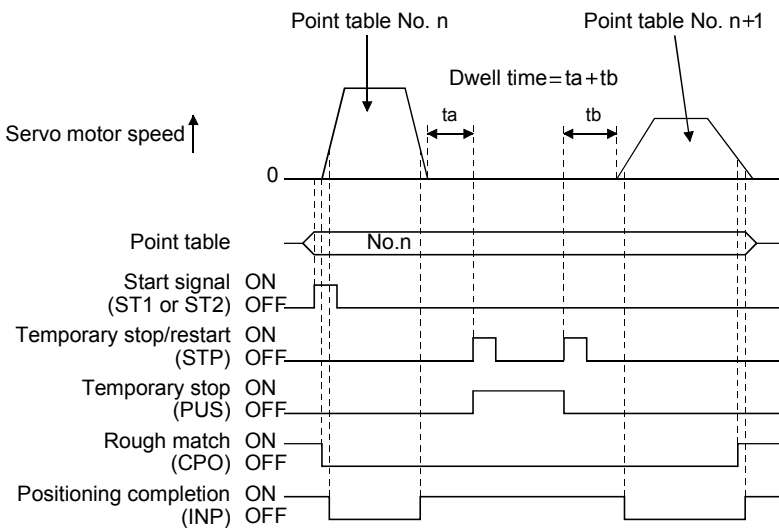 Point table No. n
Point table No. n+1
Dwell time=ta+tb
ta
tb
Servo motor speed
0
Point table
No.n
Start signal ON
(ST1 or ST2) OFF
Temporary stop/restart ON
(STP) OFF
Temporary stop ON
(PUS) OFF
Rough match ON
(CPO) OFF
Positioning completion ON
(INP) OFF